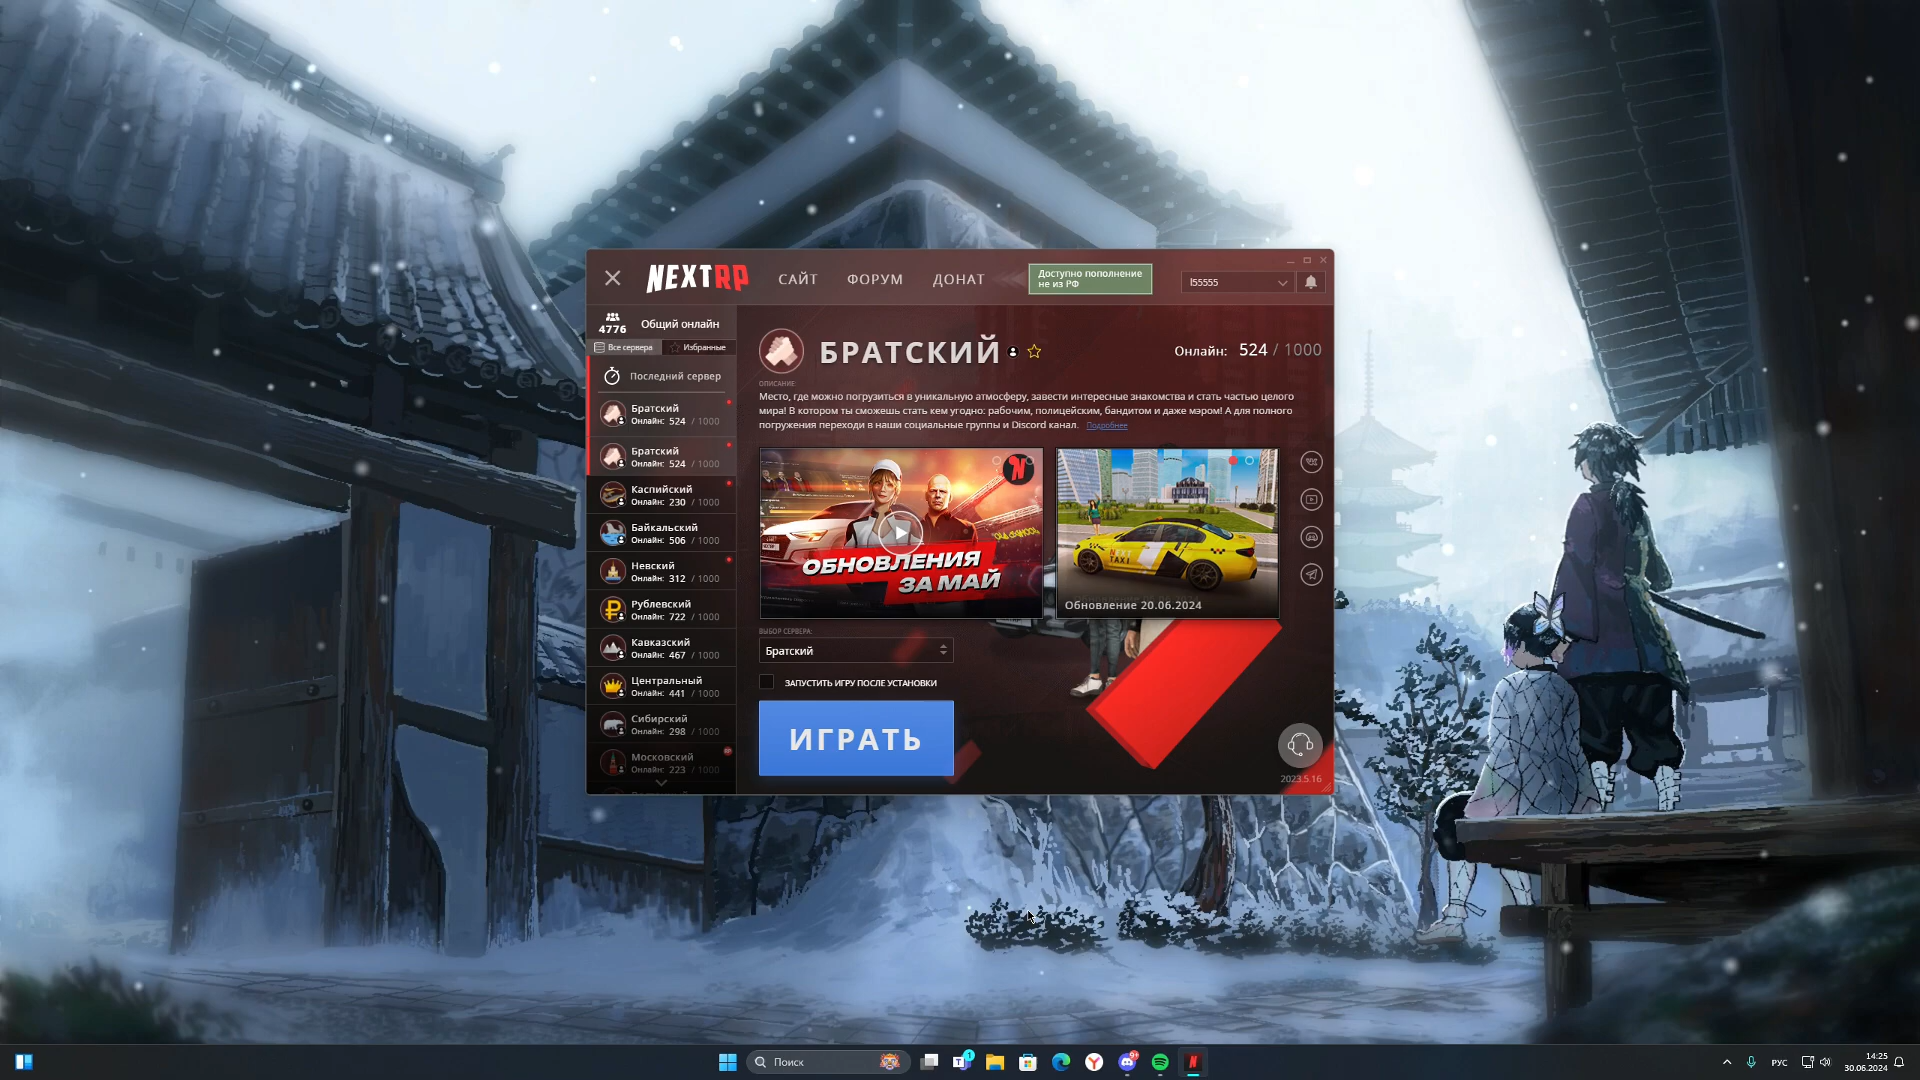 NEXTRP
САЙТ
ФОРУМ
ДОНАТ
Доступно пополнение
не из РФ
l55555
4776
Общий онлайн
Все сервера
Избранные
Последний сервер
Братский
Онлайн: 524 / 1000
Братский
Онлайн: 524 / 1000
Каспийский
Онлайн: 230 / 1000
Байкальский
Онлайн: 506 / 1000
Невский
Онлайн: 312 / 1000
Рублевский
Онлайн: 722 / 1000
Кавказский
Онлайн: 467 / 1000
Центральный
Онлайн: 441 / 1000
Сибирский
Онлайн: 298 / 1000
Московский
Онлайн: 223 / 1000
БРАТСКИЙ
Онлайн: 524 / 1000
ОПИСАНИЕ:
Место, где можно погрузиться в уникальную атмосферу, завести интересные знакомства и стать частью целого
мира! В котором ты сможешь стать кем угодно: рабочим, полицейским, бандитом и даже мэром! А для полного
погружения переходи в наши социальные группы и Discord канал. Подробнее
ОБНОВЛЕНИЯ
ЗА МАЙ
NEXT
TAXI
Обновление 20.06.2024
ВЫБОР СЕРВЕРА:
Братский
ЗАПУСТИТЬ ИГРУ ПОСЛЕ УСТАНОВКИ
ИГРАТЬ
2023.5.16
Поиск
РУС
14:25
30.06.2024